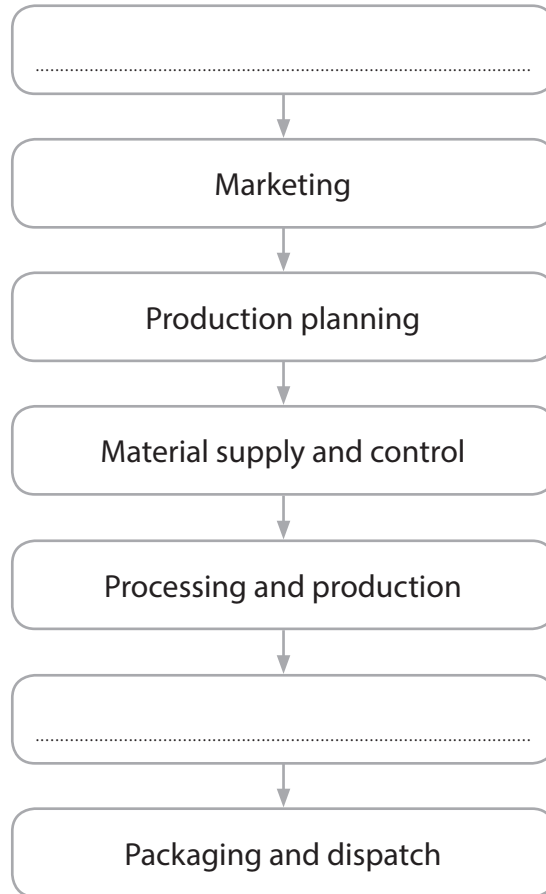 Marketing
Production planning
Material supply and control
Processing and production
Packaging and dispatch